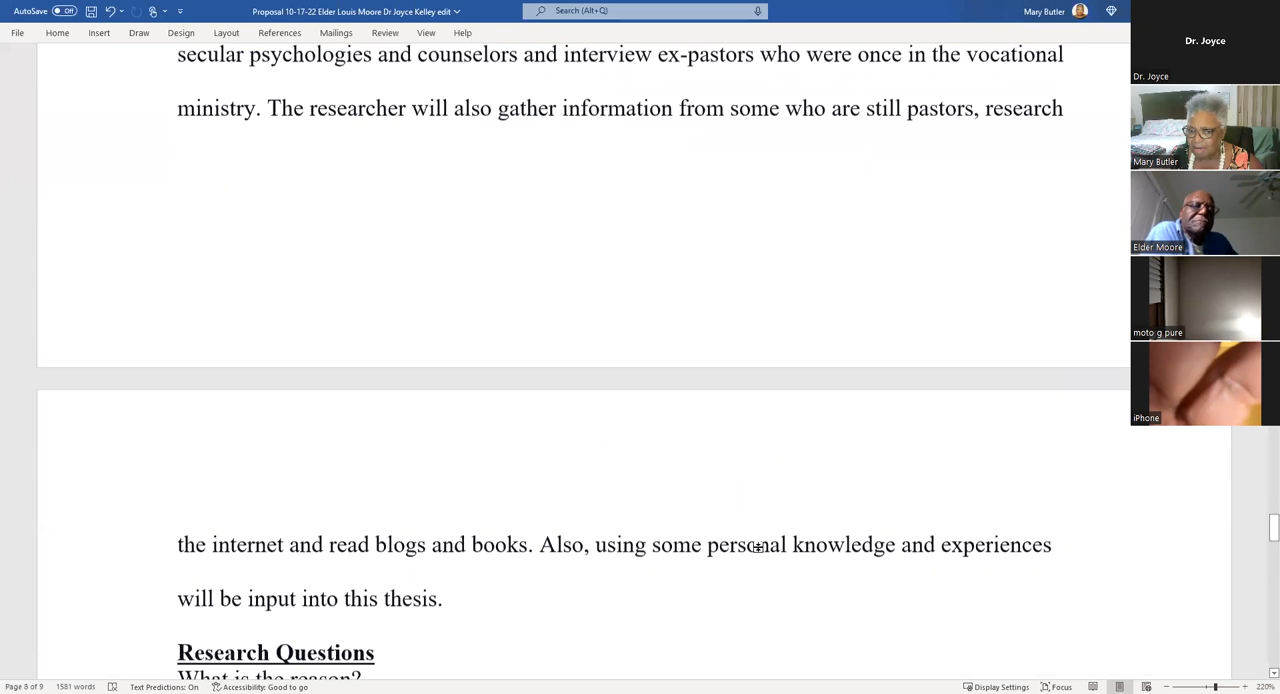 AutoSave Off Proposal 10-17-22 Elder Louis Moore Dr Joyce Kelley edit Search (Alt+Q) Mary Butler
File Home Insert Draw Design Layout References Mailings Review View Help
secular psychologies and counselors and interview ex-pastors who were once in the vocational
ministry. The researcher will also gather information from some who are still pastors, research
the internet and read blogs and books. Also, using some personal knowledge and experiences
will be input into this thesis.
Research Questions
What is the reason?
Page 8 of 9 1581 words Text Predictions: On Accessibility: Good to go Display Settings Focus 220%
Dr. Joyce
Dr. Joyce
Mary Butler
Elder Moore
moto g pure
iPhone